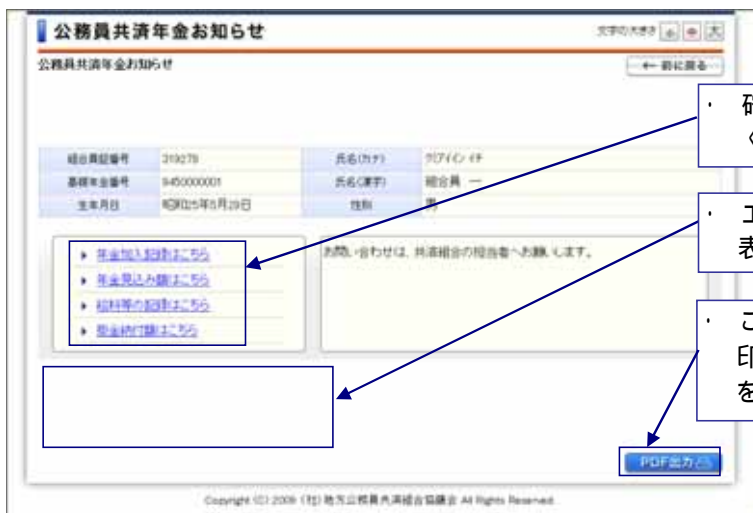 公務員共済年金お知らせ
文字の大きさ 小 中 大
公務員共済年金お知らせ
← 前に戻る
組合員証番号 319278 氏名(カナ) クミアイイン イチ
基礎年金番号 9450000001 氏名(漢字) 組合員 一
生年月日 昭和25年5月29日 性別 男
年金加入記録はこちら
年金見込み額はこちら
給料等の記録はこちら
掛金納付額はこちら
お問い合わせは、共済組合の担当者へお願いします。
・ 確
く
・ エ
表
・ こ
印
を
PDF出力
Copyright (C) 2009 (社)地方公務員共済組合協議会 All Rights Reserved.